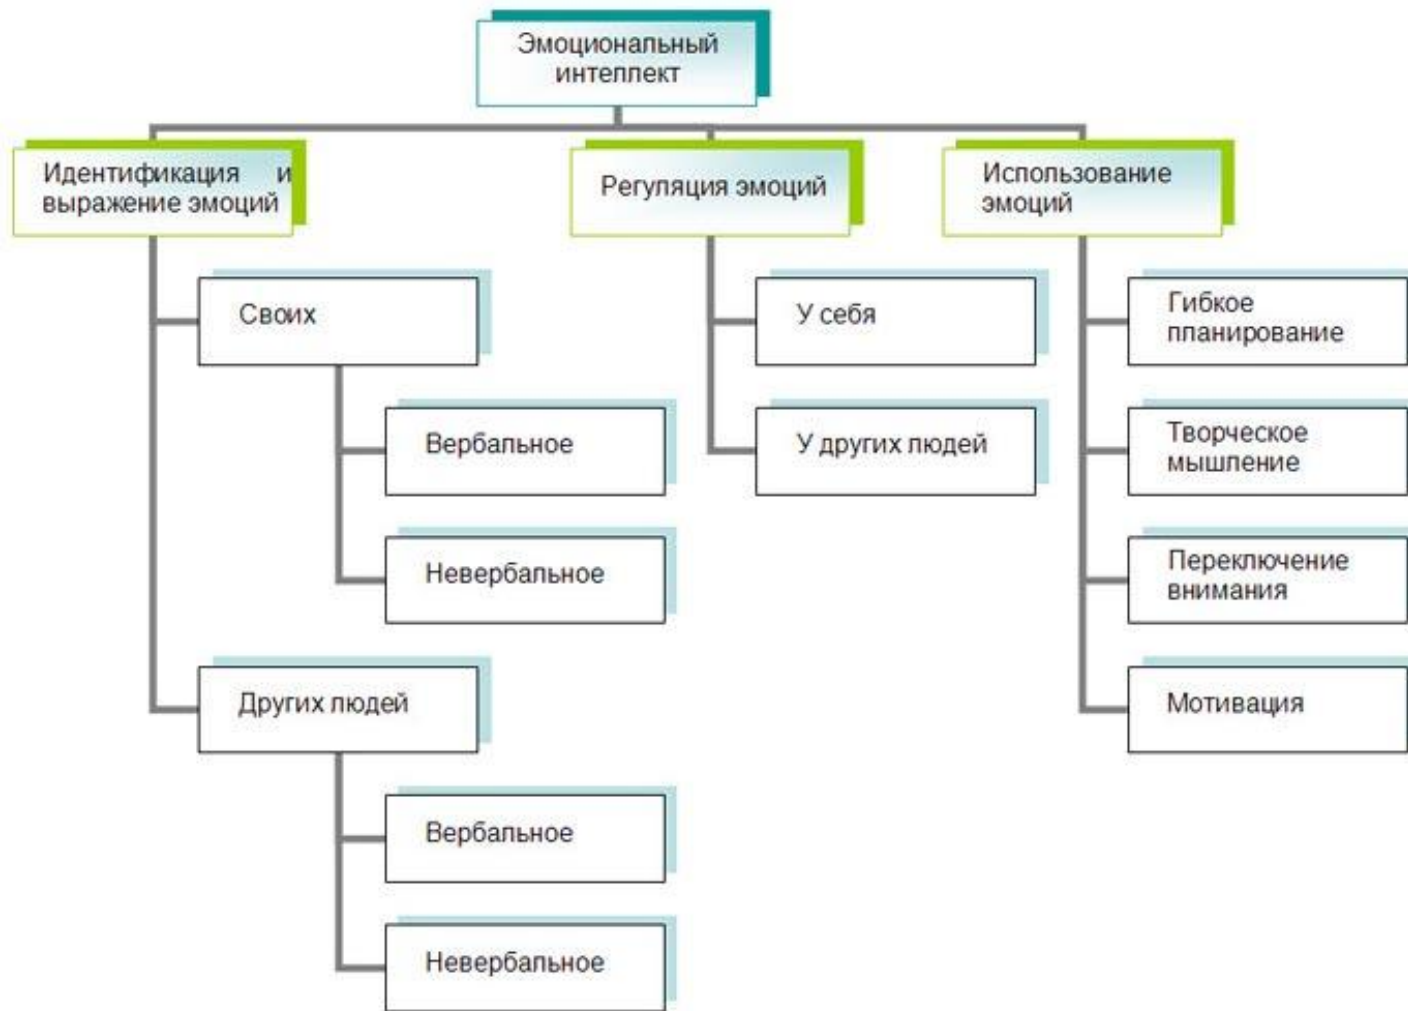 Эмоциональный
интеллект
Идентификация и
выражение эмоций
Регуляция эмоций
Использование
эмоций
Своих
Вербальное
Невербальное
Других людей
Вербальное
Невербальное
У себя
У других людей
Гибкое
планирование
Творческое
мышление
Переключение
внимания
Мотивация